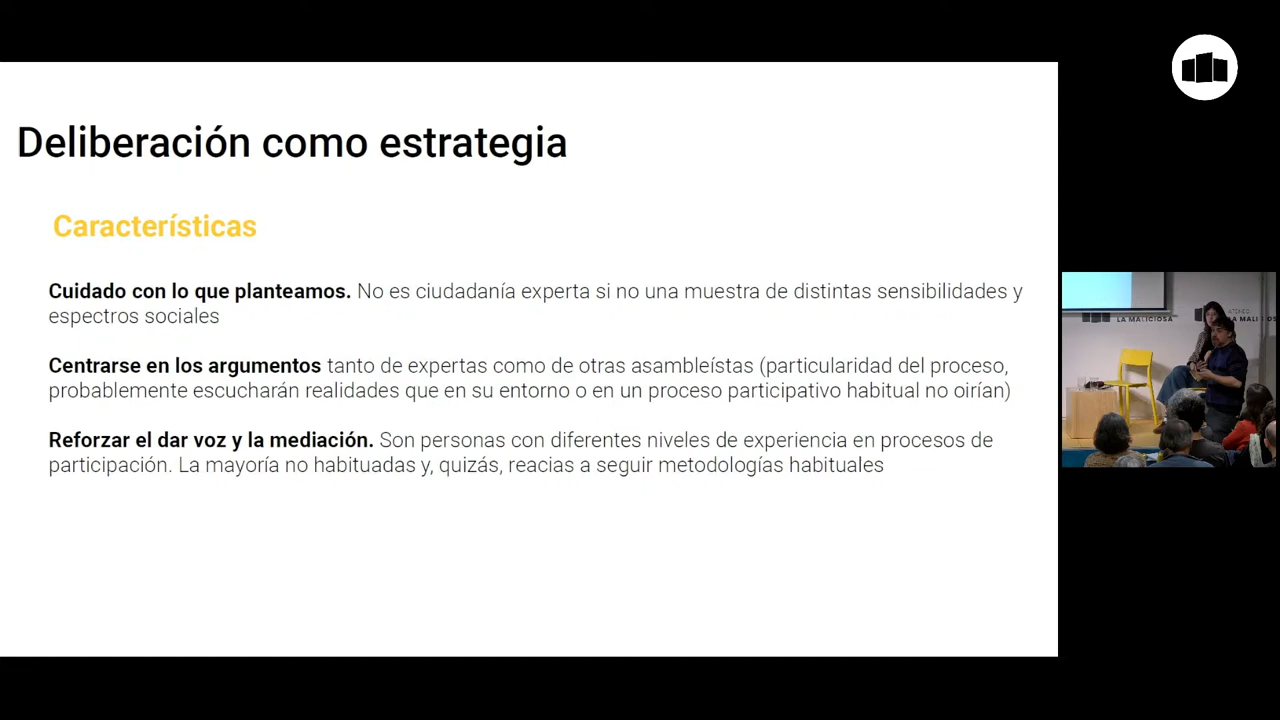 Deliberación como estrategia
Características
Cuidado con lo que planteamos. No es ciudadanía experta si no una muestra de distintas sensibilidades y
espectros sociales
Centrarse en los argumentos tanto de expertas como de otras asambleístas (particularidad del proceso,
probablemente escucharán realidades que en su entorno o en un proceso participativo habitual no oirían)
Reforzar el dar voz y la mediación. Son personas con diferentes niveles de experiencia en procesos de
participación. La mayoría no habituadas y, quizás, reacias a seguir metodologías habituales
LA MALICIOSA
ATENEO